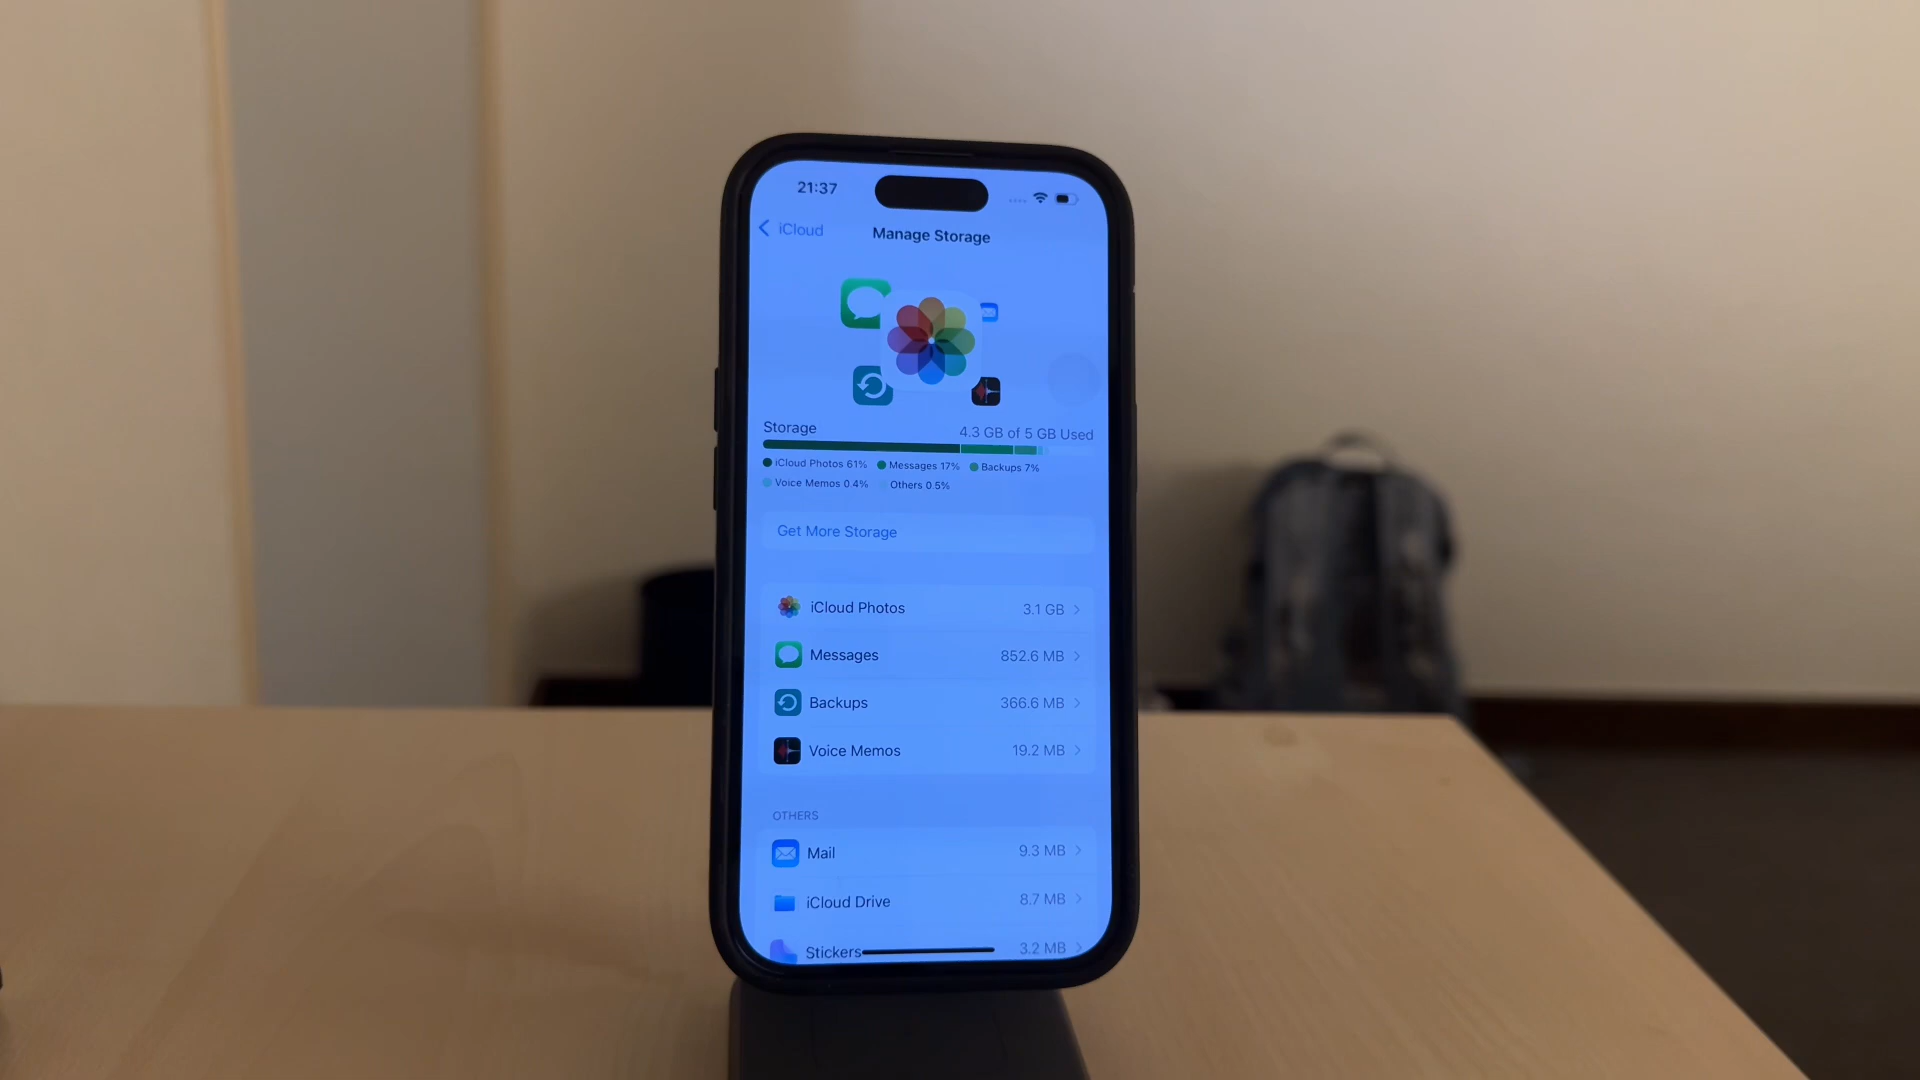 21:37
iCloud
Manage Storage
Storage 4.3 GB of 5 GB Used
iCloud Photos 61% Messages 17% Backups 7%
Voice Memos 0.4% Others 0.5%
Get More Storage
iCloud Photos 3.1 GB
Messages 852.6 MB
Backups 366.6 MB
Voice Memos 19.2 MB
OTHERS
Mail 9.3 MB
iCloud Drive 8.7 MB
Stickers 3.2 MB